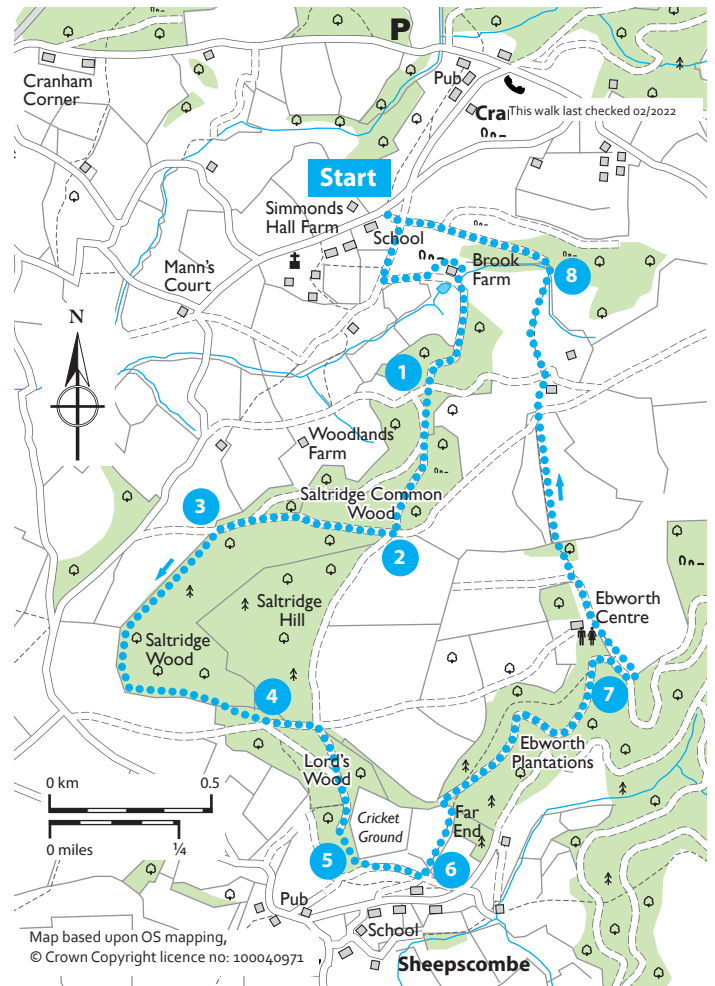 P
Cranham
Corner
Pub
Cra
This walk last checked 02/2022
Start
Simmonds
Hall Farm
School
Mann's
Court
Brook
Farm
8
N
1
Woodlands
Farm
Saltridge Common
Wood
3
2
Saltridge
Hill
Ebworth
Centre
Saltridge
Wood
4
7
Lord's
Wood
Ebworth
Plantations
0 km
0.5
Cricket
Ground
Far
End
0 miles
¼
5
6
Pub
School
Map based upon OS mapping,
© Crown Copyright licence no: 100040971
Sheepscombe